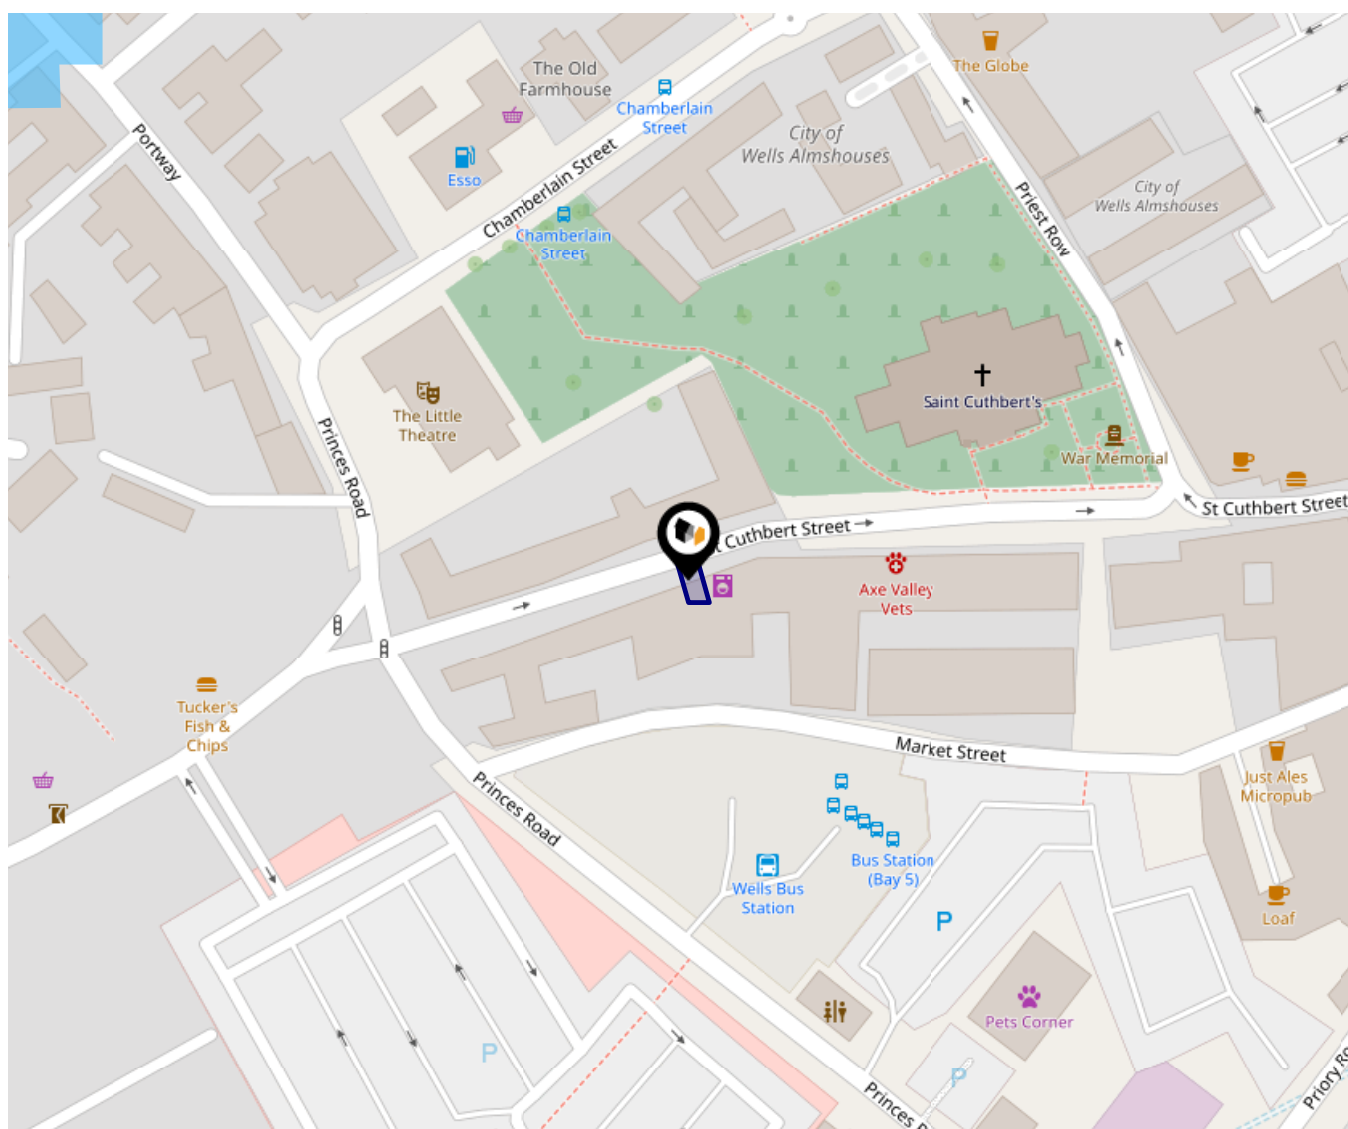 The Globe
The Old
Farmhouse
Chamberlain
Street
City of
Wells Almshouses
Portway
Esso
Chamberlain Street
Priest Row
City of
Wells Almshouses
Chamberlain
Street
The Little
Theatre
Saint Cuthbert's
War Memorial
Princes Road
St Cuthbert Street
t Cuthbert Street
Axe Valley
Vets
Tucker's
Fish &
Chips
Market Street
Princes Road
Just Ales
Micropub
Wells Bus
Station
Bus Station
(Bay 5)
P
Loaf
Pets Corner
P
P
Princes R
Priory Ro